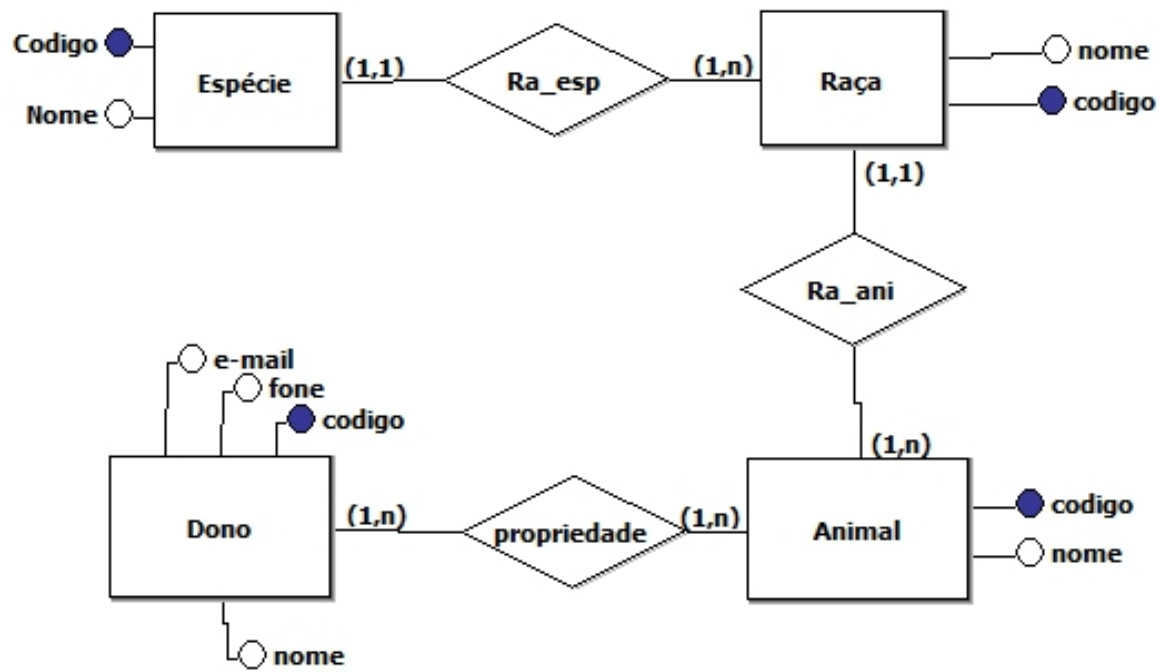 Codigo
Nome
Espécie
(1,1)
Ra_esp
(1,n)
Raça
nome
codigo
(1,1)
Ra_ani
(1,n)
e-mail
fone
codigo
Dono
(1,n)
propriedade
(1,n)
Animal
codigo
nome
nome